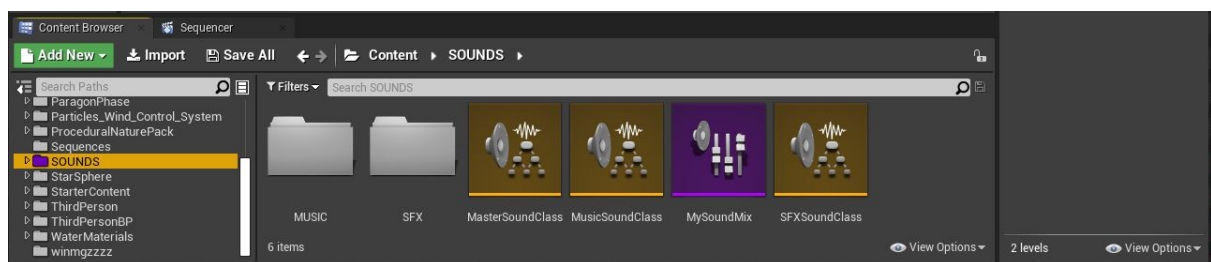 Content Browser
Sequencer
Add New
Import
Save All
Content
SOUNDS
Search Paths
ParagonPhase
Particles_Wind_Control_System
ProceduralNaturePack
Sequences
SOUNDS
StarSphere
StarterContent
ThirdPerson
ThirdPersonBP
WaterMaterials
winmgzzzz
Filters
Search SOUNDS
MUSIC
SFX
MasterSoundClass
MusicSoundClass
MySoundMix
SFXSoundClass
6 items
View Options
2 levels
View Options